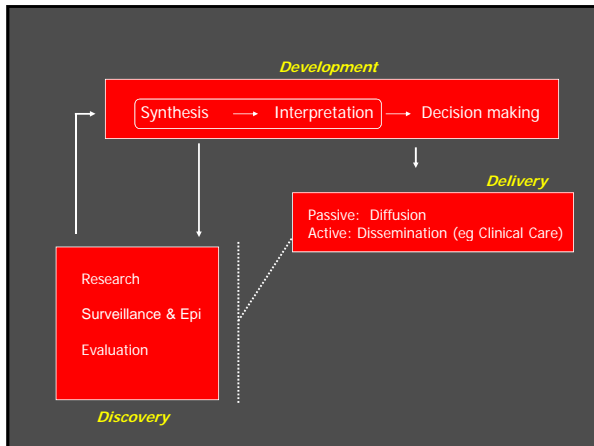 Development
Synthesis Interpretation Decision making
Delivery
Passive: Diffusion
Active: Dissemination (eg Clinical Care)
Research
Surveillance & Epi
Evaluation
Discovery